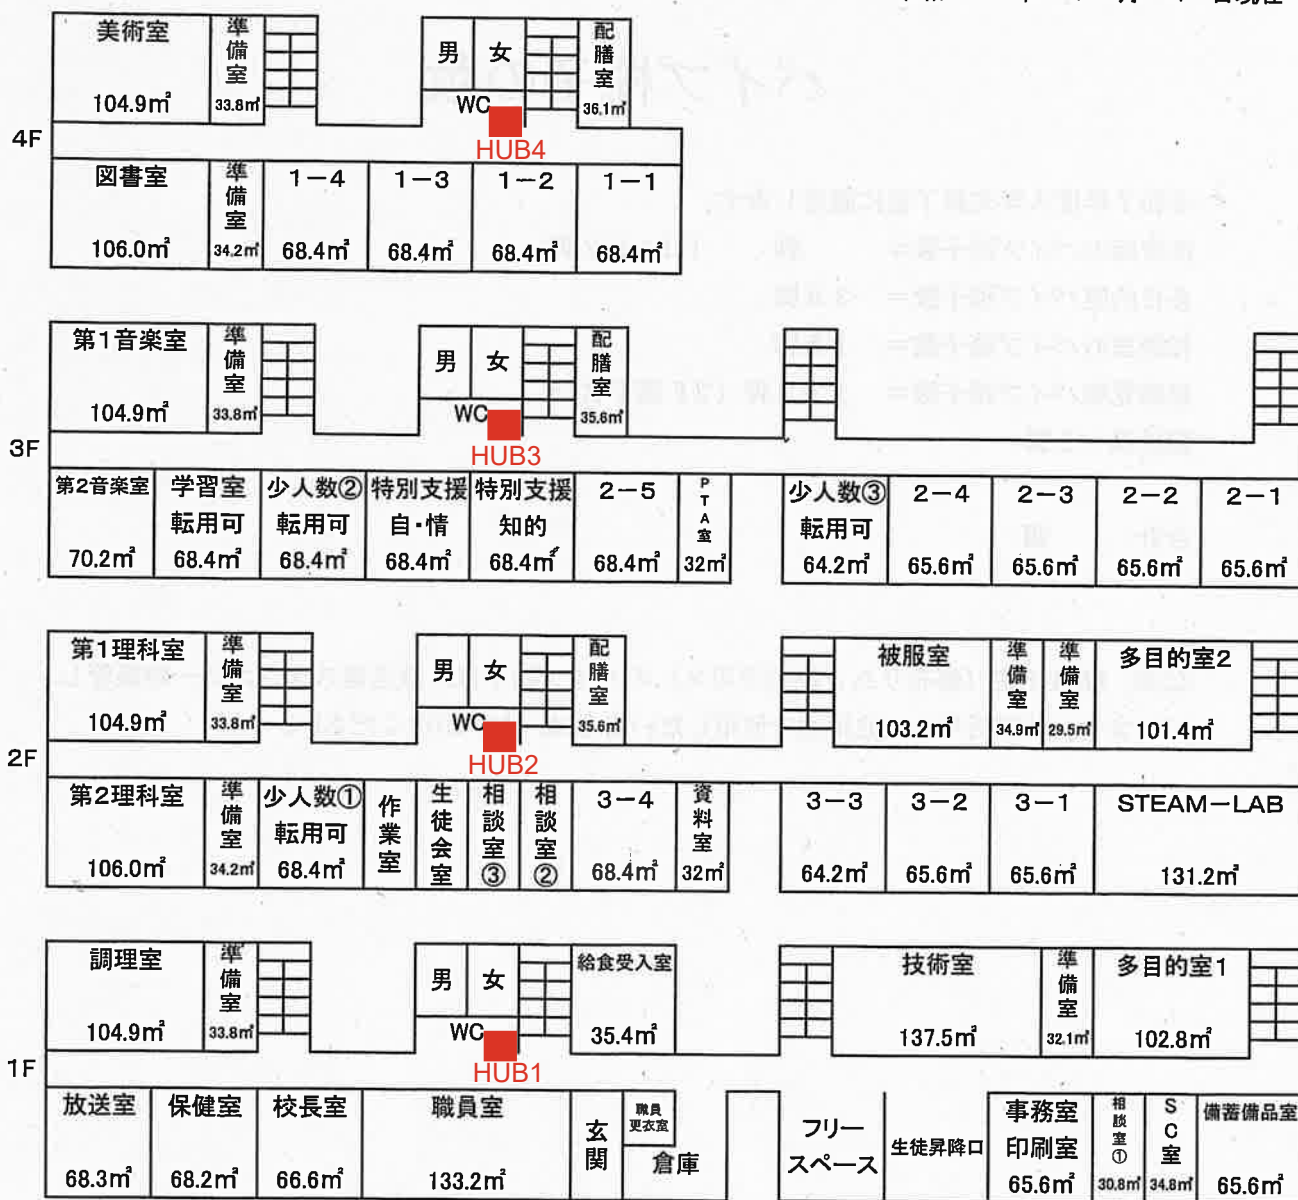 美術室
104.9㎡
準備室
33.8㎡
男
女
WC
配膳室
36.1㎡
HUB4
4F
図書室
106.0㎡
準備室
34.2㎡
1－4
68.4㎡
1－3
68.4㎡
1－2
68.4㎡
1－1
68.4㎡
第1音楽室
104.9㎡
準備室
33.8㎡
男
女
WC
配膳室
35.6㎡
HUB3
3F
第2音楽室
70.2㎡
学習室
転用可
68.4㎡
少人数②
転用可
68.4㎡
特別支援
自・情
68.4㎡
特別支援
知的
68.4㎡
2－5
68.4㎡
PTA室
32㎡
少人数③
転用可
64.2㎡
2－4
65.6㎡
2－3
65.6㎡
2－2
65.6㎡
2－1
65.6㎡
第1理科室
104.9㎡
準備室
33.8㎡
男
女
WC
配膳室
35.6㎡
HUB2
被服室
103.2㎡
準備室
34.9㎡
準備室
29.5㎡
多目的室2
101.4㎡
2F
第2理科室
106.0㎡
準備室
34.2㎡
少人数①
転用可
68.4㎡
作業室
生徒会室
相談室③
相談室②
3－4
68.4㎡
資料室
32㎡
3－3
64.2㎡
3－2
65.6㎡
3－1
65.6㎡
STEAM－LAB
131.2㎡
調理室
104.9㎡
準備室
33.8㎡
男
女
WC
給食受入室
35.4㎡
HUB1
技術室
137.5㎡
準備室
32.1㎡
多目的室1
102.8㎡
1F
放送室
68.3㎡
保健室
68.2㎡
校長室
66.6㎡
職員室
133.2㎡
玄関
職員
更衣室
倉庫
フリー
スペース
生徒昇降口
事務室
印刷室
65.6㎡
相談室①
30.8㎡
SC室
34.8㎡
備蓄備品室
65.6㎡